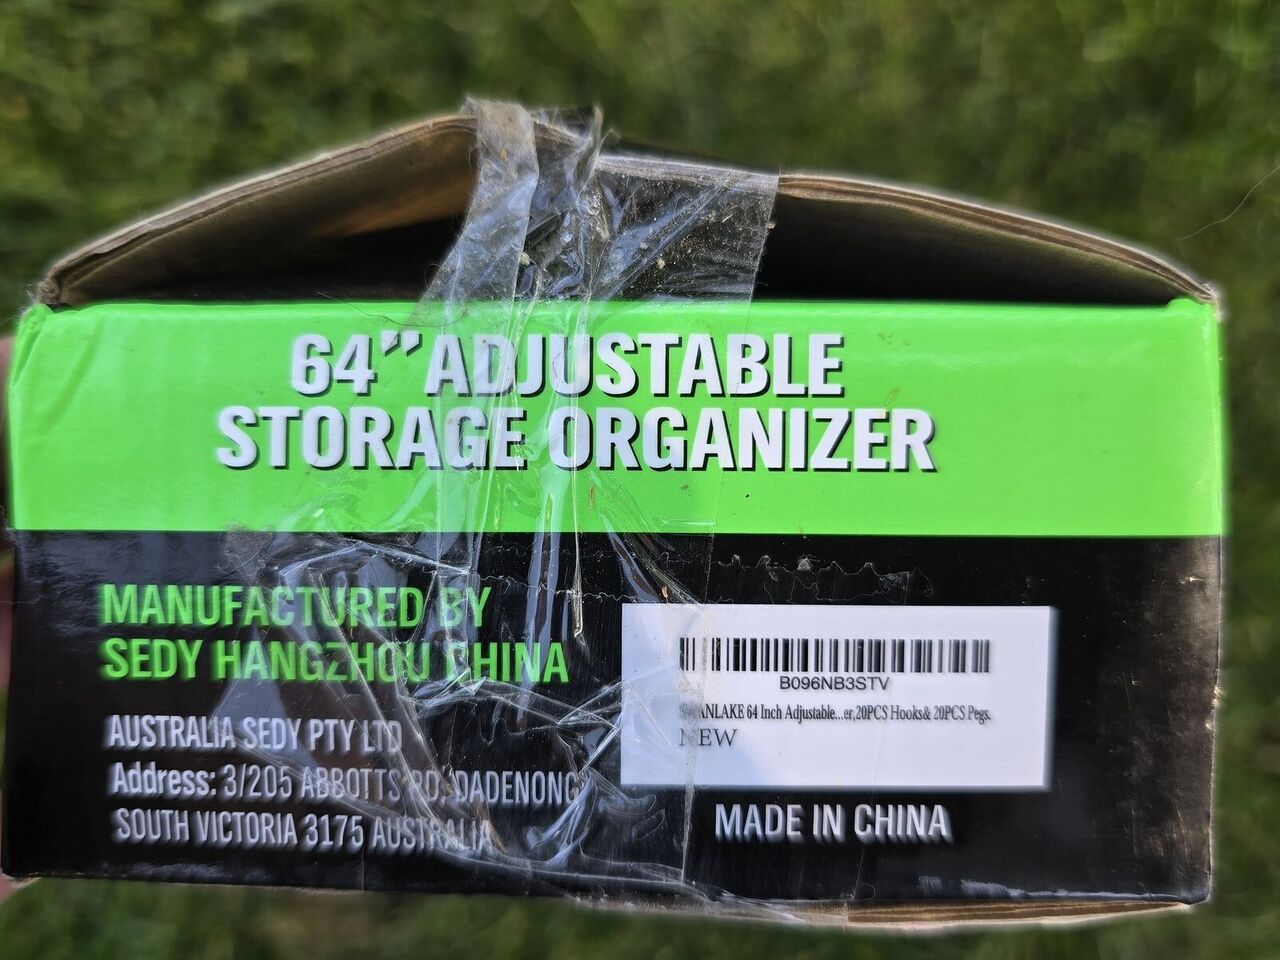 64” ADJUSTABLE
STORAGE ORGANIZER
MANUFACTURED BY
SEDY HANGZHOU CHINA
AUSTRALIA SEDY PTY LTD
Address: 3/205 ABBOTTS RD, DADENONG
SOUTH VICTORIA 3175 AUSTRALIA
B096NB3STV
64 Inch Adjustable...er,20PCS Hooks& 20PCS Pegs.
NEW
MADE IN CHINA